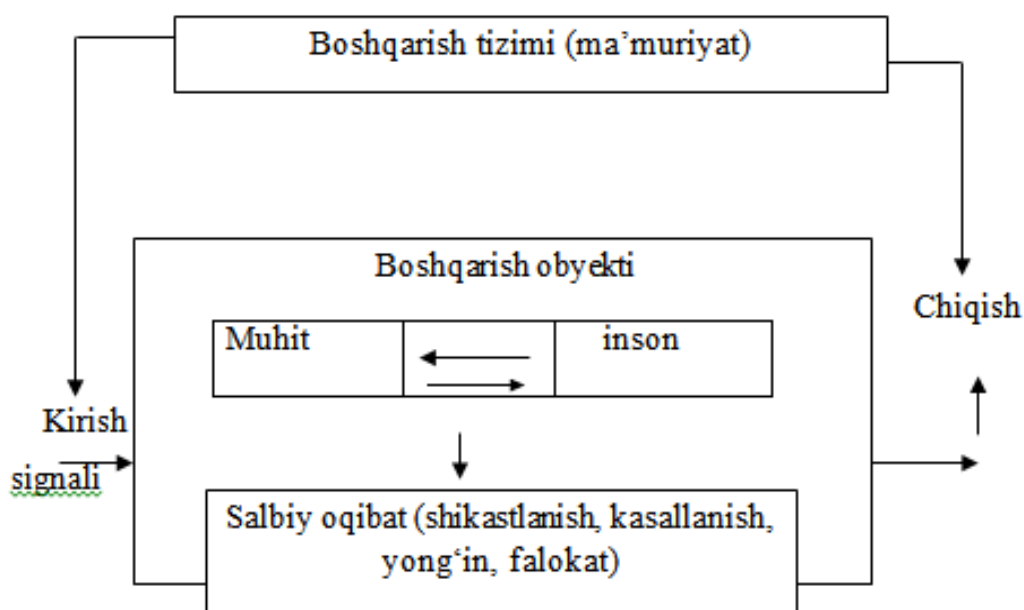 Boshqarish tizimi (ma’muriyat)
Boshqarish obyekti
Chiqish
Muhit
inson
Kirish
signali
Salbiy oqibat (shikastlanish, kasallanish,
yong‘in, falokat)